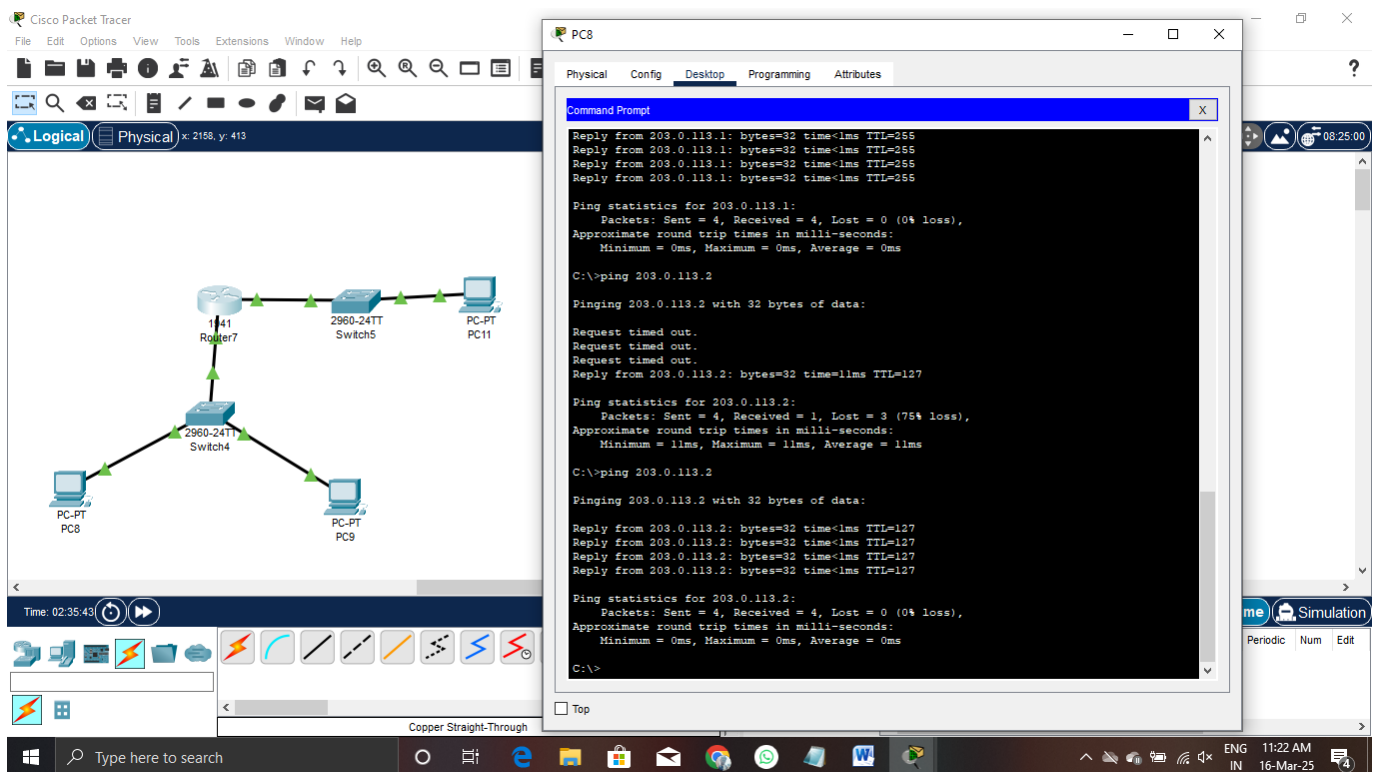 Cisco Packet Tracer
File Edit Options View Tools Extensions Window Help
Logical Physical x: 2158, y: 413
08:25:00
1941
Router7
2960-24TT
Switch5
PC-PT
PC11
2960-24TT
Switch4
PC-PT
PC8
PC-PT
PC9
Time: 02:35:43
Simulation
Periodic Num Edit
Copper Straight-Through
PC8
Physical Config Desktop Programming Attributes
Command Prompt
X
Reply from 203.0.113.1: bytes=32 time<1ms TTL=255
Reply from 203.0.113.1: bytes=32 time<1ms TTL=255
Reply from 203.0.113.1: bytes=32 time<1ms TTL=255
Reply from 203.0.113.1: bytes=32 time<1ms TTL=255
Ping statistics for 203.0.113.1:
Packets: Sent = 4, Received = 4, Lost = 0 (0% loss),
Approximate round trip times in milli-seconds:
Minimum = 0ms, Maximum = 0ms, Average = 0ms
C:\>ping 203.0.113.2
Pinging 203.0.113.2 with 32 bytes of data:
Request timed out.
Request timed out.
Request timed out.
Reply from 203.0.113.2: bytes=32 time=11ms TTL=127
Ping statistics for 203.0.113.2:
Packets: Sent = 4, Received = 1, Lost = 3 (75% loss),
Approximate round trip times in milli-seconds:
Minimum = 11ms, Maximum = 11ms, Average = 11ms
C:\>ping 203.0.113.2
Pinging 203.0.113.2 with 32 bytes of data:
Reply from 203.0.113.2: bytes=32 time<1ms TTL=127
Reply from 203.0.113.2: bytes=32 time<1ms TTL=127
Reply from 203.0.113.2: bytes=32 time<1ms TTL=127
Reply from 203.0.113.2: bytes=32 time<1ms TTL=127
Ping statistics for 203.0.113.2:
Packets: Sent = 4, Received = 4, Lost = 0 (0% loss),
Approximate round trip times in milli-seconds:
Minimum = 0ms, Maximum = 0ms, Average = 0ms
C:\>
Top
Type here to search
ENG
IN
11:22 AM
16-Mar-25
4